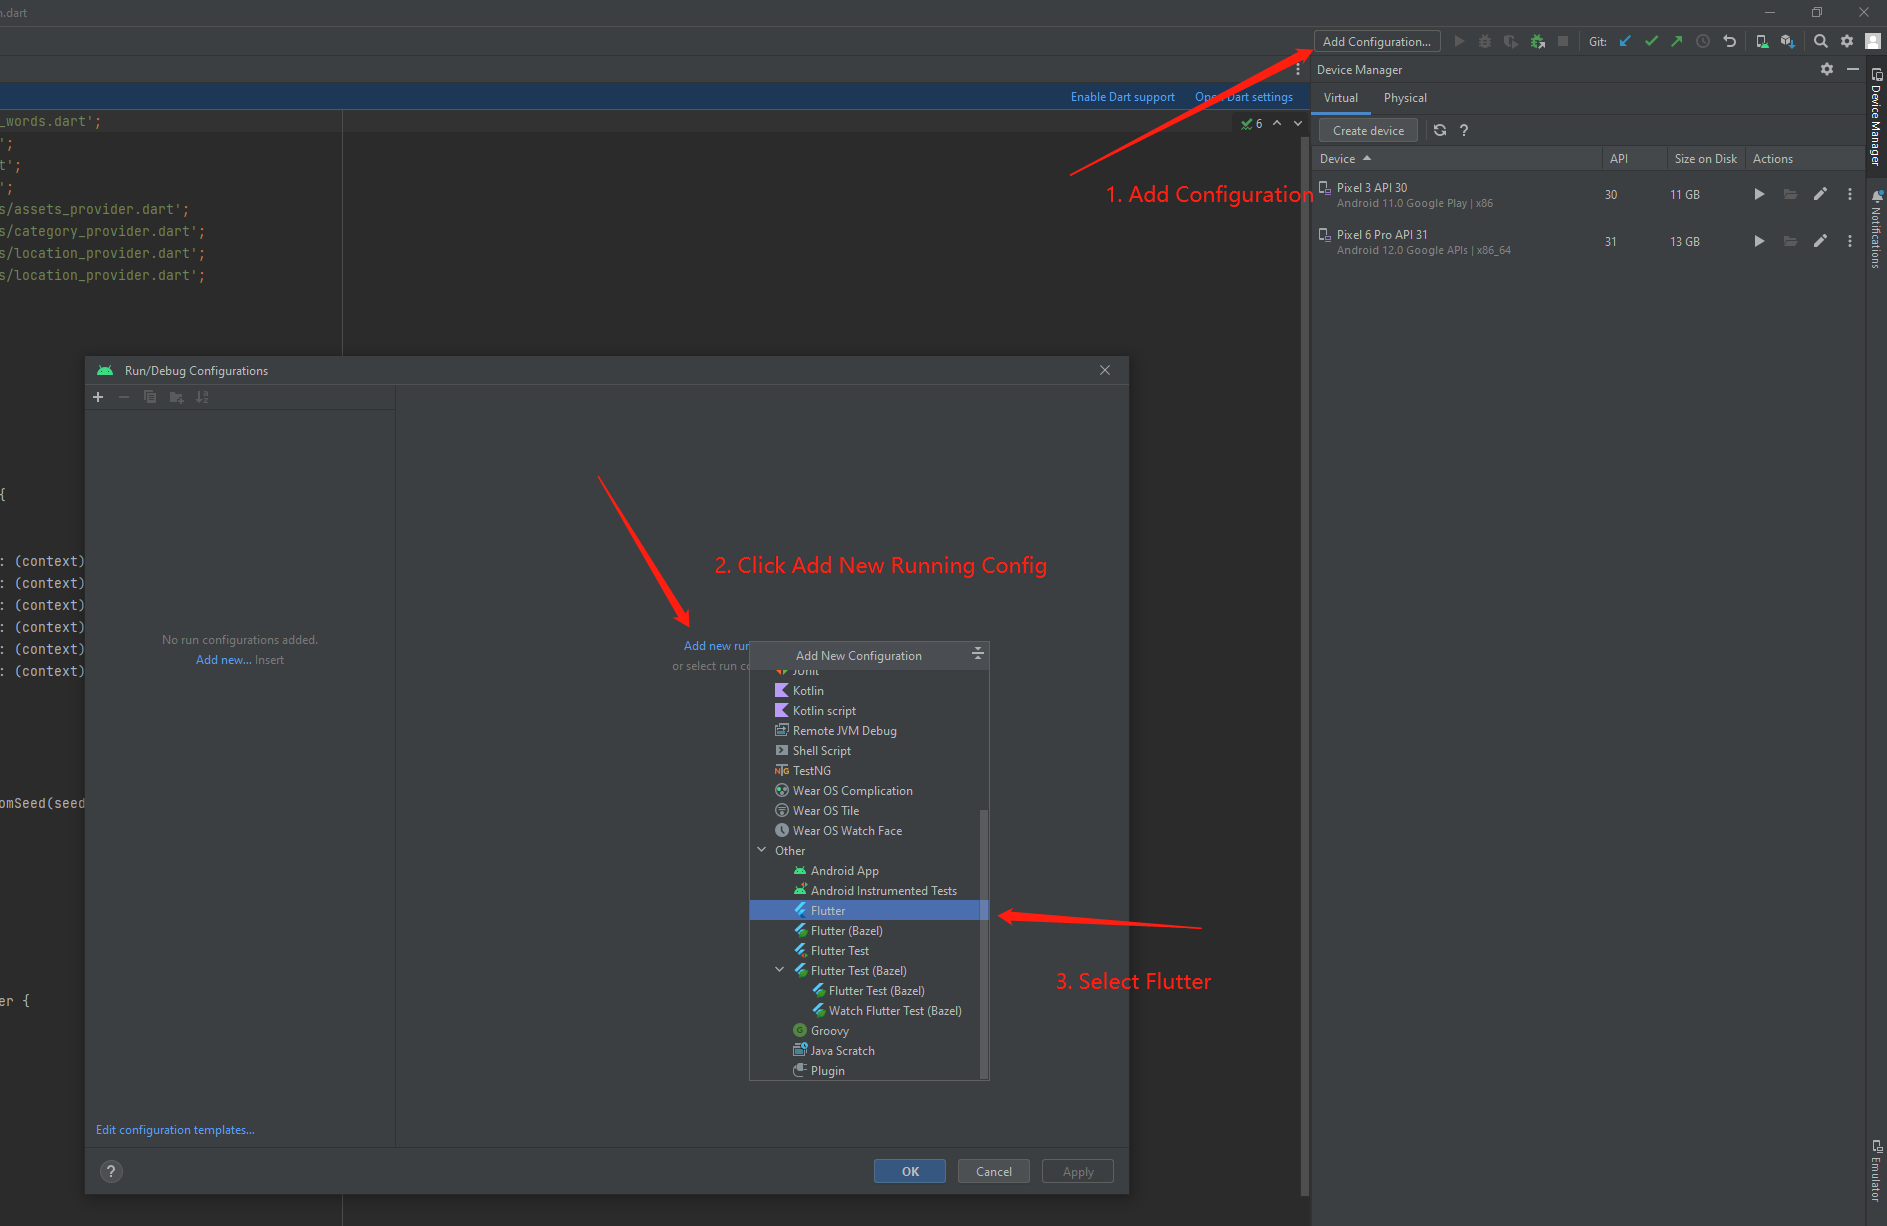 n.dart
Add Configuration...
Git:
Device Manager
Enable Dart support
Open Dart settings
Virtual
Physical
_words.dart';
6
Create device
?
';
t';
Device
API
Size on Disk
Actions
';
1. Add Configuration
Pixel 3 API 30
Android 11.0 Google Play | x86
30
11 GB
s/assets_provider.dart';
s/category_provider.dart';
Pixel 6 Pro API 31
Android 12.0 Google APIs | x86_64
31
13 GB
s/location_provider.dart';
s/location_provider.dart';
Device Manager
Notifications
Run/Debug Configurations
{
: (context)
: (context)
: (context)
: (context)
: (context)
: (context)
2. Click Add New Running Config
No run configurations added.
Add new... Insert
Add new run
or select run co
Add New Configuration
JUnit
Kotlin
Kotlin script
Remote JVM Debug
Shell Script
TestNG
Wear OS Complication
Wear OS Tile
Wear OS Watch Face
omSeed(seed
Other
Android App
Android Instrumented Tests
Flutter
Flutter (Bazel)
Flutter Test
Flutter Test (Bazel)
Flutter Test (Bazel)
Watch Flutter Test (Bazel)
Groovy
Java Scratch
Plugin
3. Select Flutter
er {
Edit configuration templates...
?
OK
Cancel
Apply
Emulator